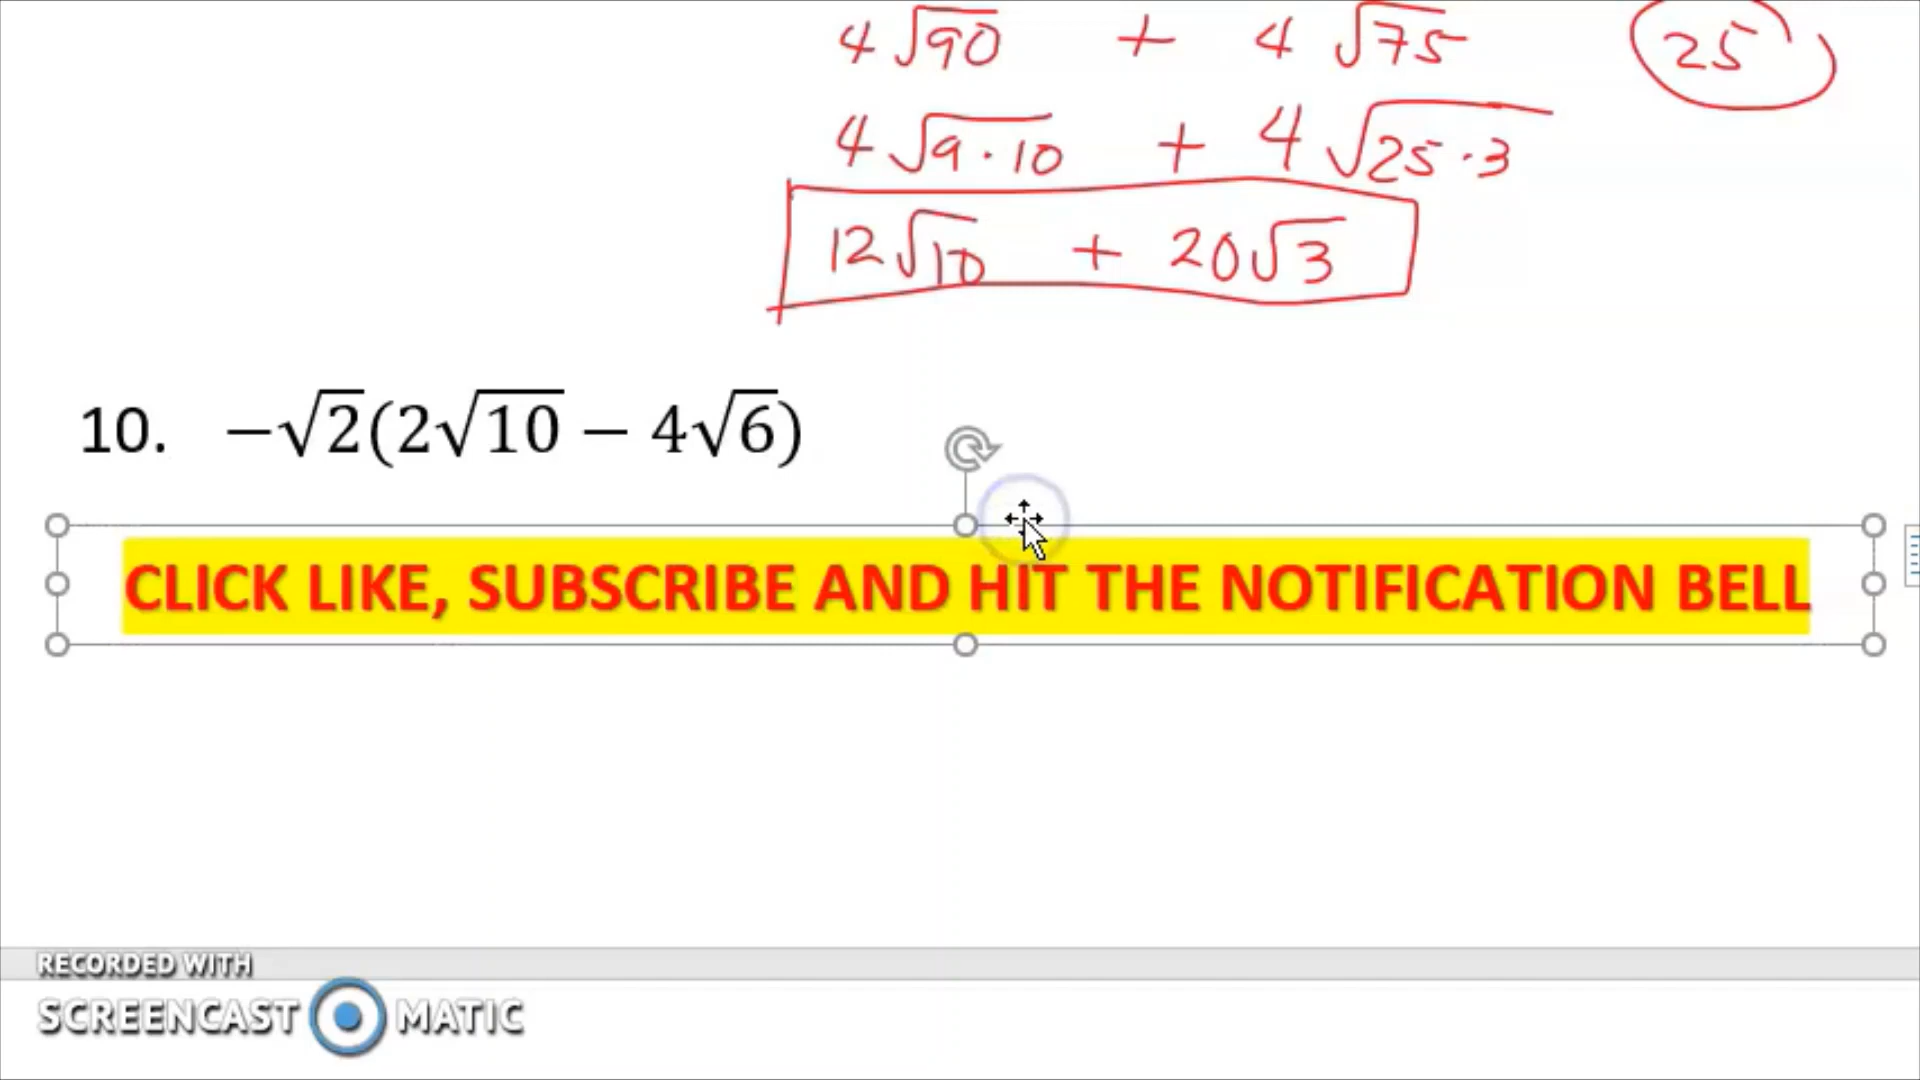 4√90 + 4√75 25
4√9·10 + 4√25·3
12√10 + 20√3
10. −√2(2√10 − 4√6)
CLICK LIKE, SUBSCRIBE AND HIT THE NOTIFICATION BELL
RECORDED WITH
SCREENCAST MATIC